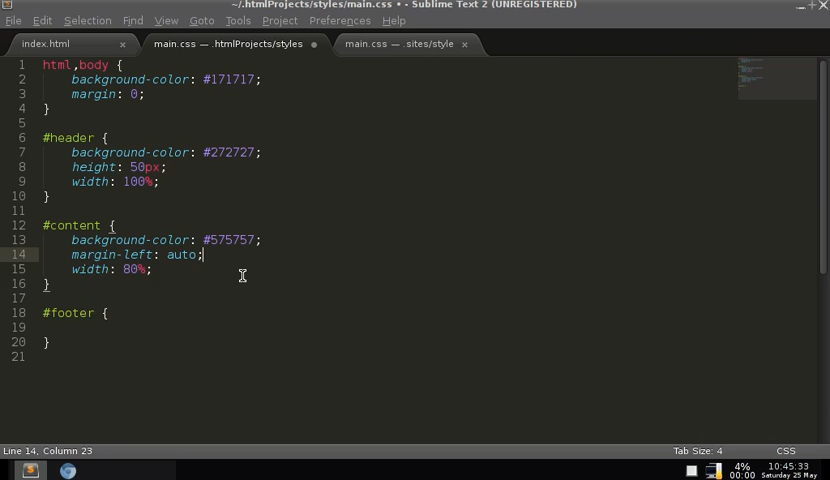 ~/.htmlProjects/styles/main.css • - Sublime Text 2 (UNREGISTERED)
File Edit Selection Find View Goto Tools Project Preferences Help
index.html × main.css — .htmlProjects/styles main.css — .sites/style ×
1 html,body {
2 background-color: #171717;
3 margin: 0;
4 }
5
6 #header {
7 background-color: #272727;
8 height: 50px;
9 width: 100%;
10 }
11
12 #content {
13 background-color: #575757;
14 margin-left: auto;
15 width: 80%;
16 }
17
18 #footer {
19
20 }
21
Line 14, Column 23 Tab Size: 4 CSS
4% 10:45:33
00:00 Saturday 25 May